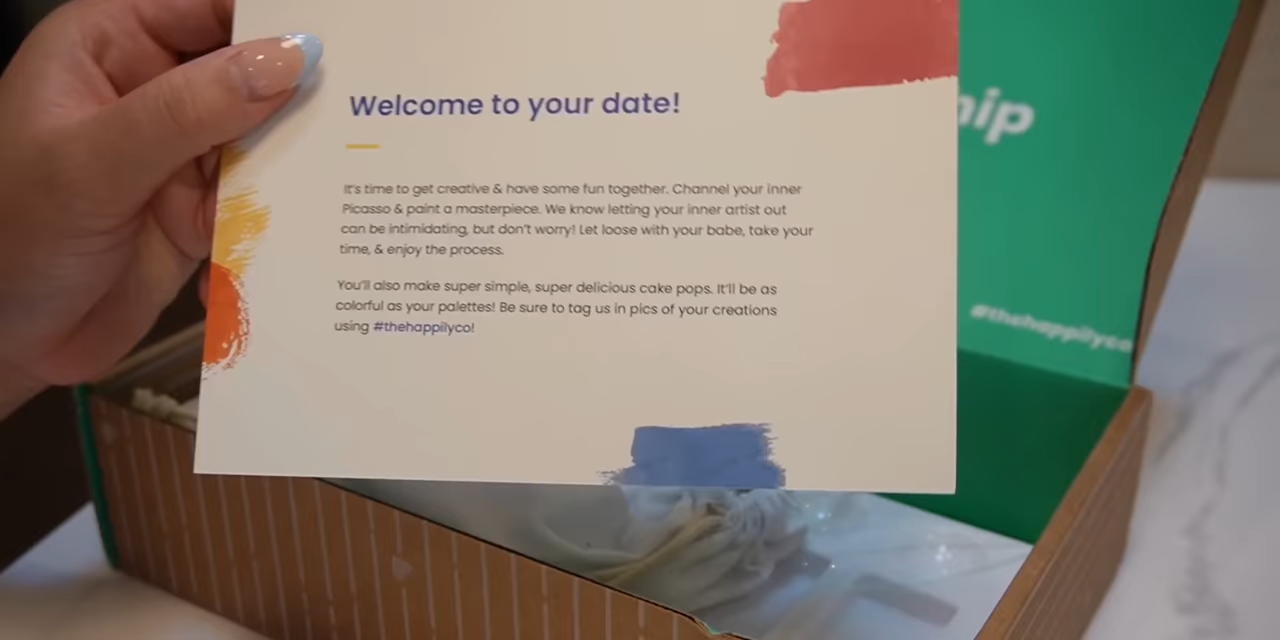 Welcome to your date!
It's time to get creative & have some fun together. Channel your inner
Picasso & paint a masterpiece. We know letting your inner artist out
can be intimidating, but don't worry! Let loose with your babe, take your
time, & enjoy the process.
You'll also make super simple, super delicious cake pops. It'll be as
colorful as your palettes! Be sure to tag us in pics of your creations
using #thehappilyco!
#thehappilyco